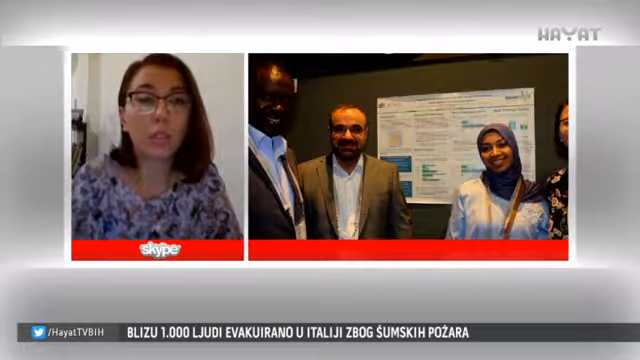 HAYAT
skype
/HayatTVBIH
BLIZU 1.000 LJUDI EVAKUIRANO U ITALIJI ZBOG ŠUMSKIH POŽARA